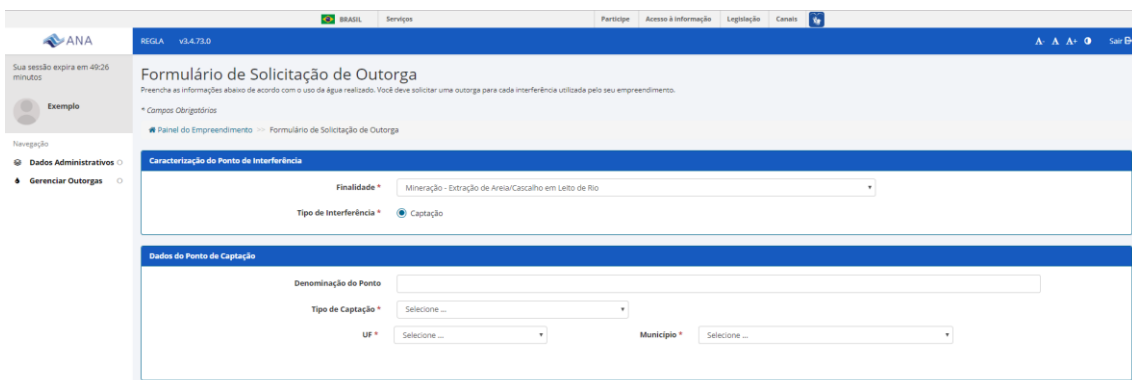 BRASIL Serviços Participe Acesso à informação Legislação Canais
ANA REGLA v3.4.73.0 A- A A+ Sair
Sua sessão expira em 49:26
minutos
Exemplo
Navegação
Dados Administrativos
Gerenciar Outorgas
Formulário de Solicitação de Outorga
Preencha as informações abaixo de acordo com o uso da água realizado. Você deve solicitar uma outorga para cada interferência utilizada pelo seu empreendimento.
* Campos Obrigatórios
Painel do Empreendimento >> Formulário de Solicitação de Outorga
Caracterização do Ponto de Interferência
Finalidade * Mineração - Extração de Areia/Cascalho em Leito de Rio
Tipo de Interferência * Captação
Dados do Ponto de Captação
Denominação do Ponto
Tipo de Captação * Selecione ...
UF * Selecione ... Município * Selecione ...